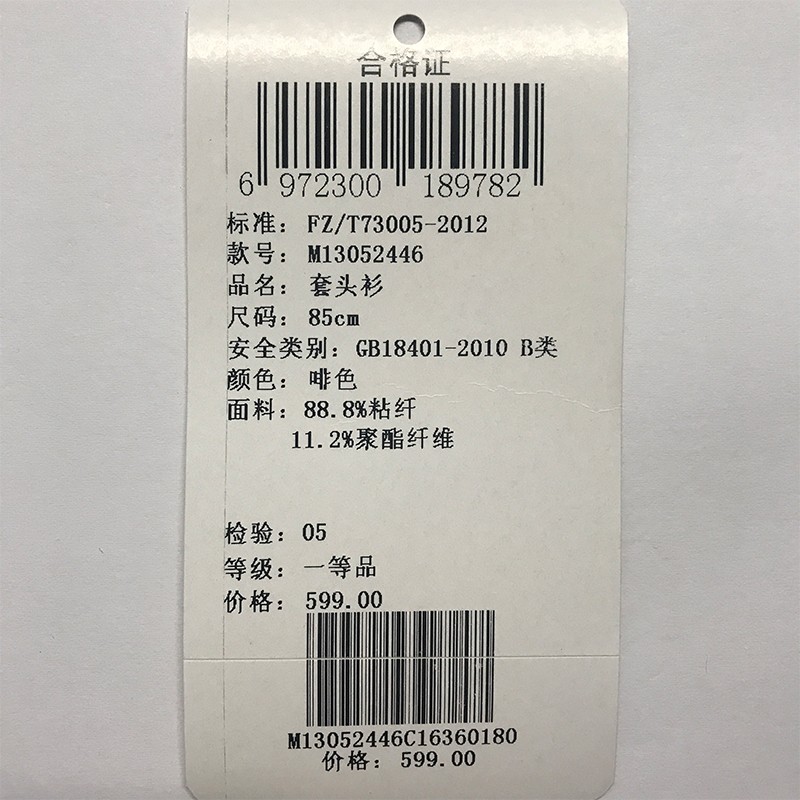 合格证
6 972300 189782
标准：FZ/T73005-2012
款号：M13052446
品名：套头衫
尺码：85cm
安全类别：GB18401-2010 B类
颜色：啡色
面料：88.8%粘纤
11.2%聚酯纤维
检验：05
等级：一等品
价格：599.00
M13052446C16360180
价格：599.00